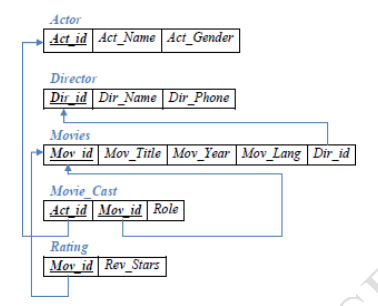 Actor
Act_id Act_Name Act_Gender
Director
Dir_id Dir_Name Dir_Phone
Movies
Mov_id Mov_Title Mov_Year Mov_Lang Dir_id
Movie_Cast
Act_id Mov_id Role
Rating
Mov_id Rev_Stars